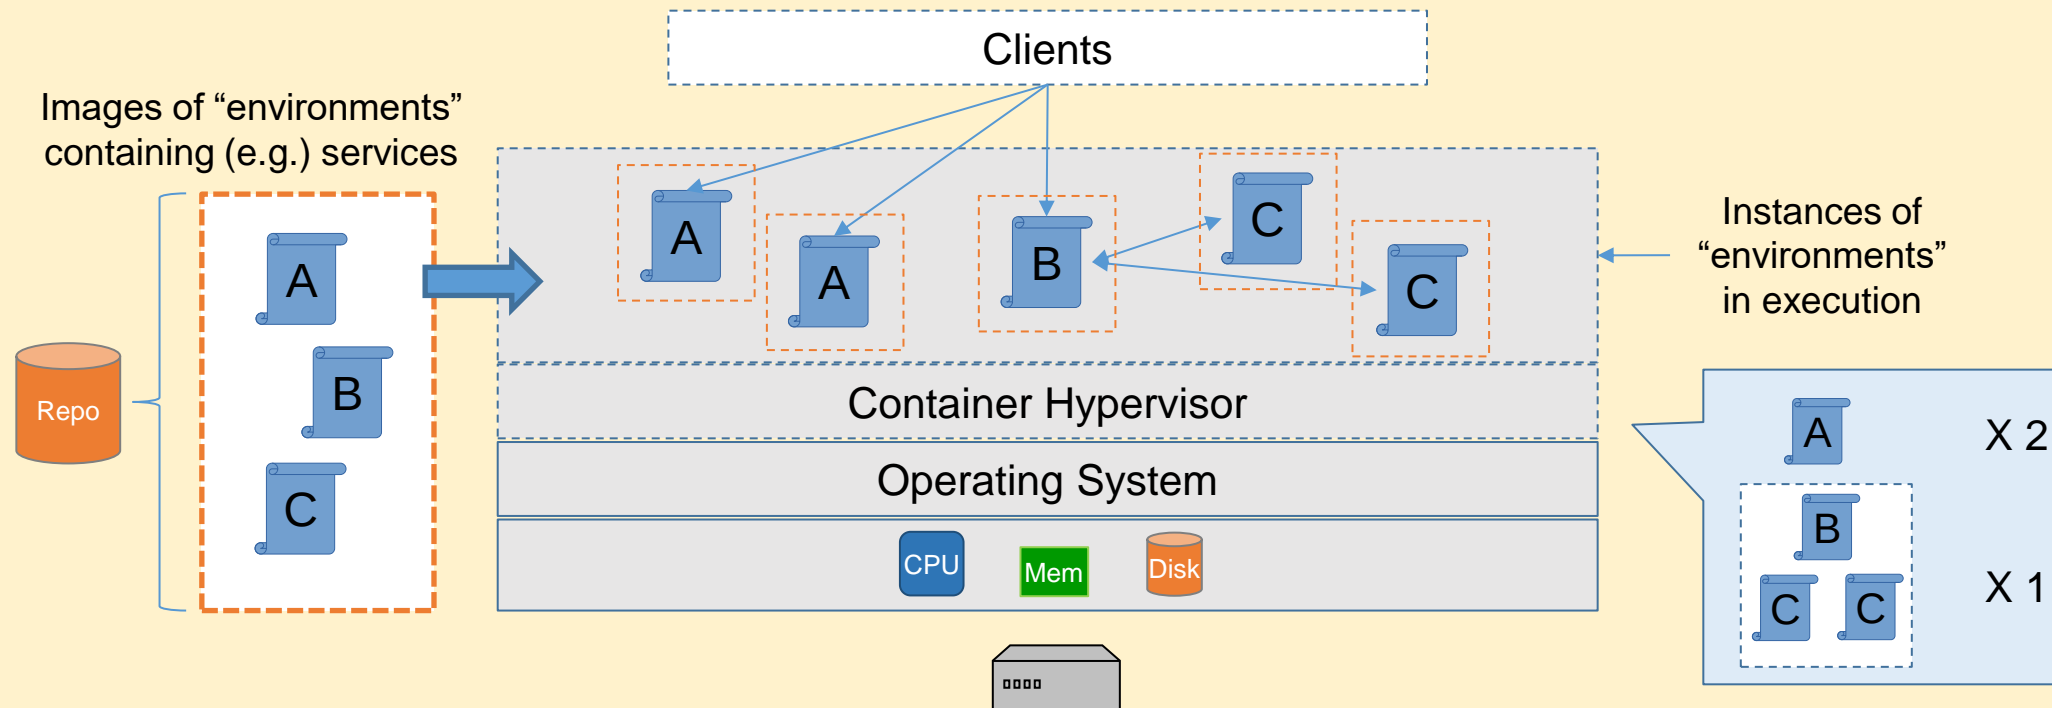 Clients
Images of “environments”
containing (e.g.) services
A
B
C
Repo
A
A
B
C
C
Instances of
“environments”
in execution
Container Hypervisor
Operating System
CPU
Mem
Disk
A
X 2
B
C
C
X 1